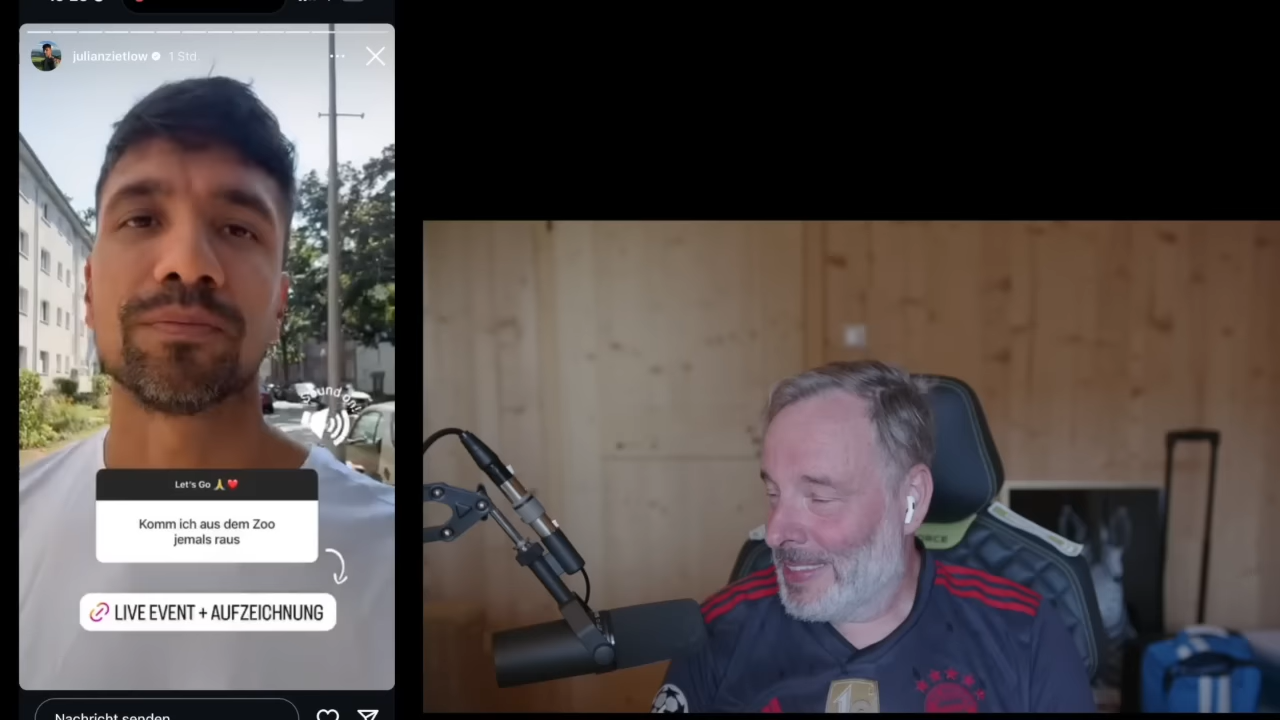 julianzietlow 1 Std.
Sound on!
Let's Go 🙏❤️
Komm ich aus dem Zoo
jemals raus
LIVE EVENT + AUFZEICHNUNG
Nachricht senden